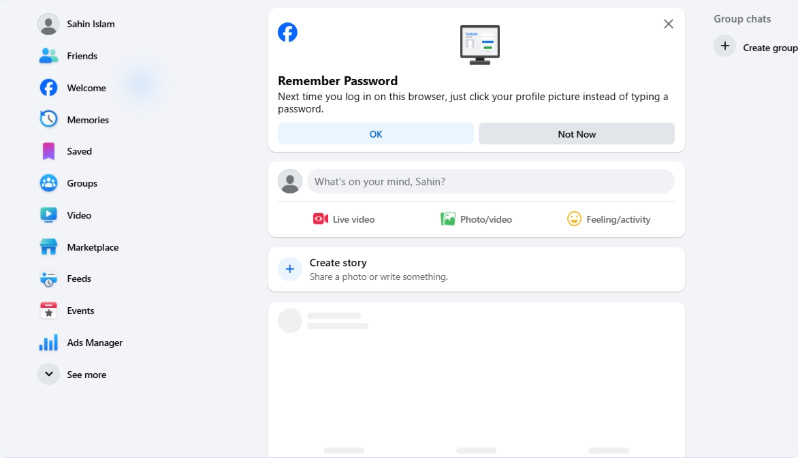 Sahin Islam
Friends
Welcome
Memories
Saved
Groups
Video
Marketplace
Feeds
Events
Ads Manager
See more
Remember Password
Next time you log in on this browser, just click your profile picture instead of typing a
password.
OK
Not Now
What's on your mind, Sahin?
Live video
Photo/video
Feeling/activity
Create story
Share a photo or write something.
Group chats
Create group